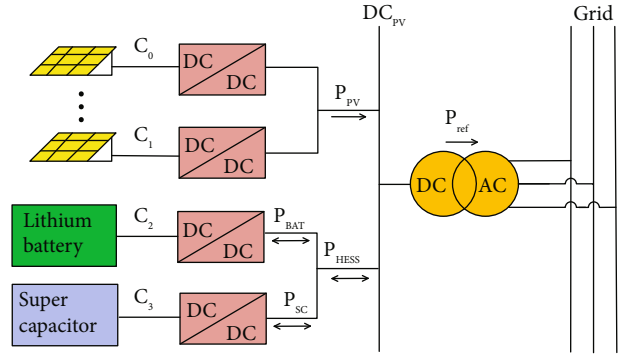 DC_PV
Grid
C_0
DC
DC
P_PV
P_ref
C_1
DC
DC
DC
AC
Lithium
battery
C_2
DC
DC
P_BAT
P_HESS
Super
capacitor
C_3
DC
DC
P_SC